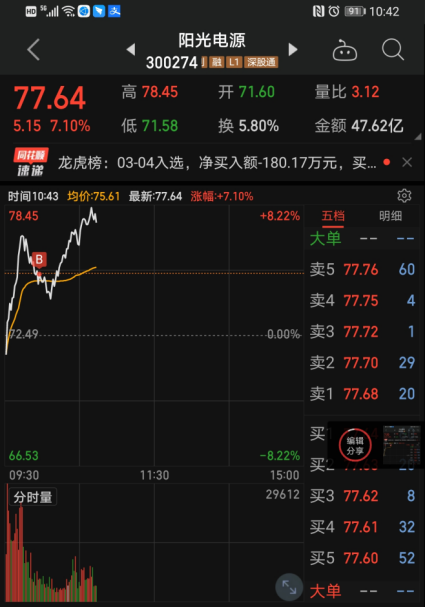 HD 5G 91 10:42
阳光电源
300274 融 L1 深股通
77.64 高 78.45 开 71.60 量比 3.12
5.15 7.10% 低 71.58 换 5.80% 金额 47.62亿
同花顺速递 龙虎榜：03-04入选，净买入额-180.17万元，买...
时间10:43 均价:75.61 最新:77.64 涨幅:+7.10%
五档 明细
78.45 +8.22%
大单 -- --
B
卖5 77.76 60
卖4 77.75 4
卖3 77.72 1
72.49 0.00%
卖2 77.70 29
卖1 77.68 20
编辑分享
66.53 -8.22%
买2
09:30 11:30 15:00
分时量 29612
买3 77.62 8
买4 77.61 32
买5 77.60 52
大单 -- --